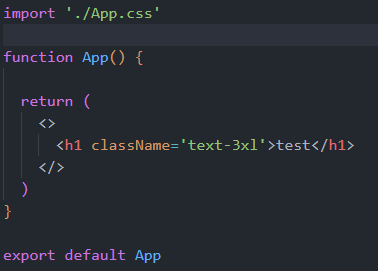 import './App.css'
function App() {
return (
<>
<h1 className='text-3xl'>test</h1>
</>
)
}
export default App